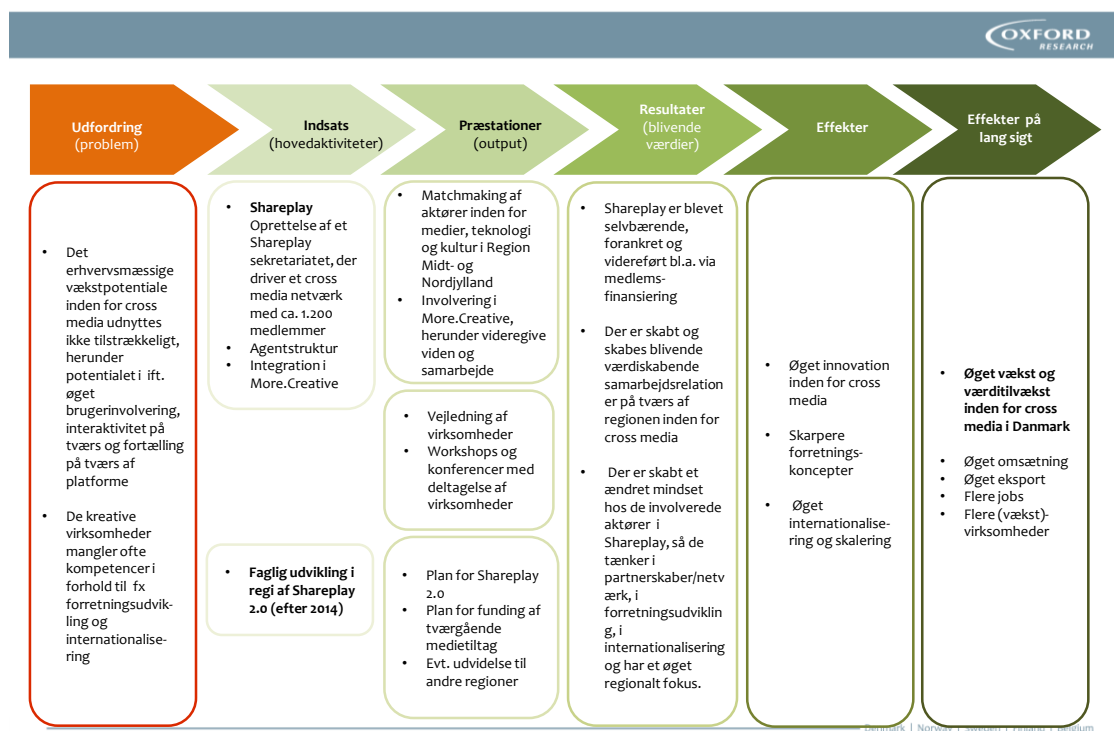 OXFORD
RESEARCH
Udfordring
(problem)
Indsats
(hovedaktiviteter)
Præstationer
(output)
Resultater
(blivende
værdier)
Effekter
Effekter på
lang sigt
• Det
erhvervsmæssige
vækstpotentiale
inden for cross
media udnyttes
ikke tilstrækkeligt,
herunder
potentialet i ift.
øget
brugerinvolvering,
interaktivitet på
tværs og fortælling
på tværs af
platforme
• De kreative
virksomheder
mangler ofte
kompetencer i
forhold til fx
forretningsudvik-
ling og
internationalise-
ring
• Shareplay
Oprettelse af et
Shareplay
sekretariatet, der
driver et cross
media netværk
med ca. 1.200
medlemmer
• Agentstruktur
• Integration i
More.Creative
• Faglig udvikling i
regi af Shareplay
2.0 (efter 2014)
• Matchmaking af
aktører inden for
medier, teknologi
og kultur i Region
Midt- og
Nordjylland
• Involvering i
More.Creative,
herunder videregive
viden og
samarbejde
• Vejledning af
virksomheder
• Workshops og
konferencer med
deltagelse af
virksomheder
• Plan for Shareplay
2.0
• Plan for funding af
tværgående
medietiltag
• Evt. udvidelse til
andre regioner
• Shareplay er blevet
selvbærende,
forankret og
videreført bl.a. via
medlems-
finansiering
• Der er skabt og
skabes blivende
værdiskabende
samarbejdsrelation
er på tværs af
regionen inden for
cross media
• Der er skabt et
ændret mindset
hos de involverede
aktører i
Shareplay, så de
tænker i
partnerskaber/netv
ærk, i
forretningsudviklin
g, i
internationalisering
og har et øget
regionalt fokus.
• Øget innovation
inden for cross
media
• Skarpere
forretnings-
koncepter
• Øget
internationalise-
ring og skalering
• Øget vækst og
værditilvækst
inden for cross
media i Danmark
• Øget omsætning
• Øget eksport
• Flere jobs
• Flere (vækst)-
virksomheder
Denmark | Norway | Sweden | Finland | Belgium